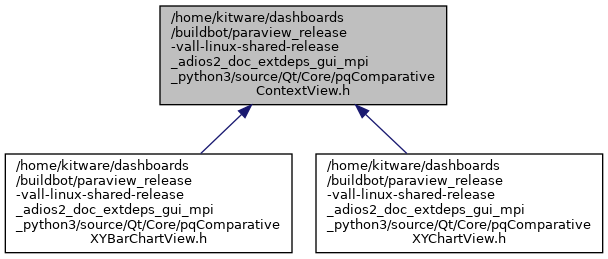 /home/kitware/dashboards
/buildbot/paraview_release
-vall-linux-shared-release
_adios2_doc_extdeps_gui_mpi
_python3/source/Qt/Core/pqComparative
ContextView.h
/home/kitware/dashboards
/buildbot/paraview_release
-vall-linux-shared-release
_adios2_doc_extdeps_gui_mpi
_python3/source/Qt/Core/pqComparative
XYBarChartView.h
/home/kitware/dashboards
/buildbot/paraview_release
-vall-linux-shared-release
_adios2_doc_extdeps_gui_mpi
_python3/source/Qt/Core/pqComparative
XYChartView.h